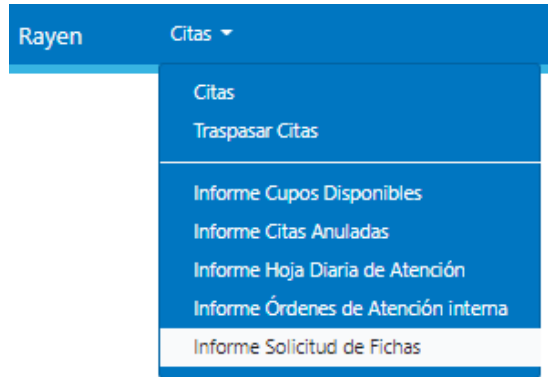 Rayen
Citas
Citas
Traspasar Citas
Informe Cupos Disponibles
Informe Citas Anuladas
Informe Hoja Diaria de Atención
Informe Órdenes de Atención interna
Informe Solicitud de Fichas